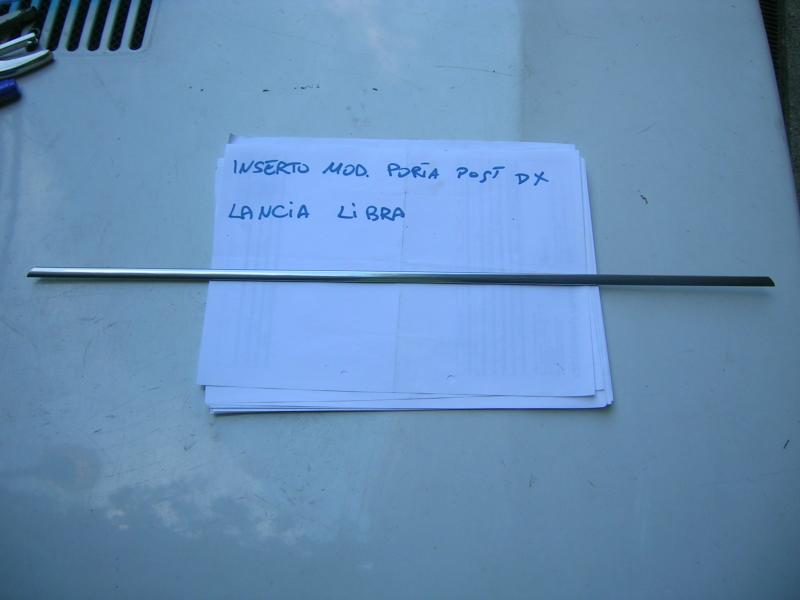 INSERTO MOD. PORTA POST DX
LANCIA LIBRA